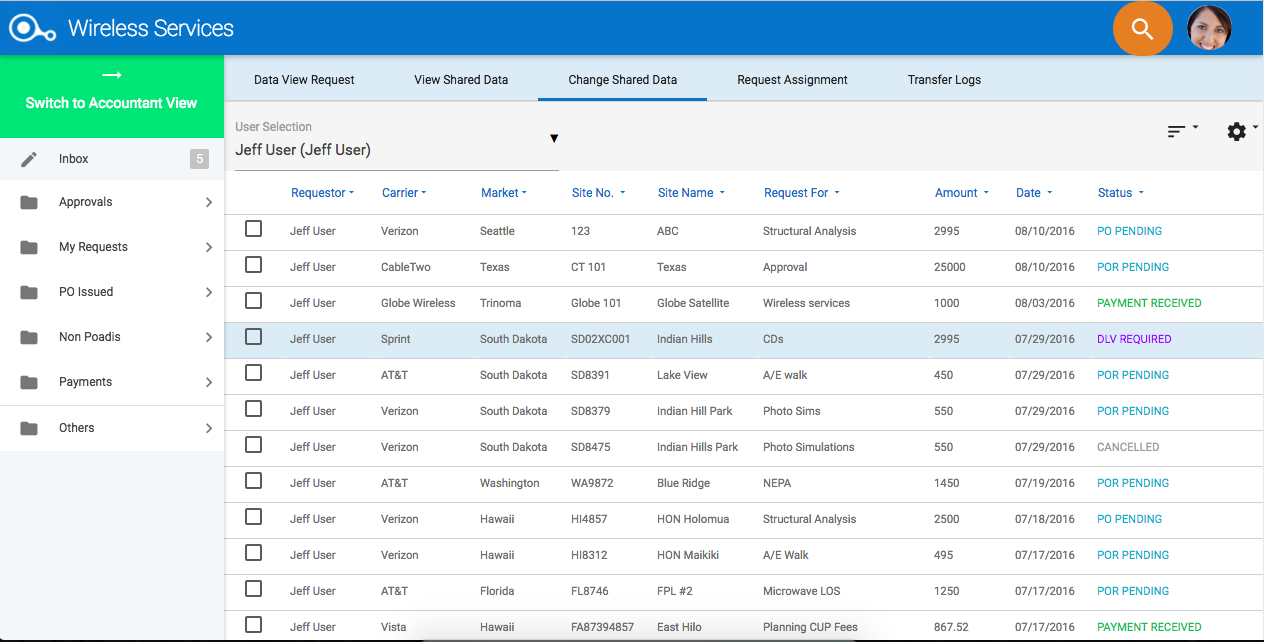 Wireless Services
Switch to Accountant View
Inbox 5
Approvals
My Requests
PO Issued
Non Poadis
Payments
Others
Data View Request View Shared Data Change Shared Data Request Assignment Transfer Logs
User Selection
Jeff User (Jeff User)
Requestor Carrier Market Site No. Site Name Request For Amount Date Status
Jeff User Verizon Seattle 123 ABC Structural Analysis 2995 08/10/2016 PO PENDING
Jeff User CableTwo Texas CT 101 Texas Approval 25000 08/10/2016 POR PENDING
Jeff User Globe Wireless Trinoma Globe 101 Globe Satellite Wireless services 1000 08/03/2016 PAYMENT RECEIVED
Jeff User Sprint South Dakota SD02XC001 Indian Hills CDs 2995 07/29/2016 DLV REQUIRED
Jeff User AT&T South Dakota SD8391 Lake View A/E walk 450 07/29/2016 POR PENDING
Jeff User Verizon South Dakota SD8379 Indian Hill Park Photo Sims 550 07/29/2016 POR PENDING
Jeff User Verizon South Dakota SD8475 Indian Hills Park Photo Simulations 550 07/29/2016 CANCELLED
Jeff User AT&T Washington WA9872 Blue Ridge NEPA 1450 07/19/2016 POR PENDING
Jeff User Verizon Hawaii HI4857 HON Holomua Structural Analysis 2500 07/18/2016 PO PENDING
Jeff User Verizon Hawaii HI8312 HON Maikiki A/E Walk 495 07/17/2016 POR PENDING
Jeff User AT&T Florida FL8746 FPL #2 Microwave LOS 1250 07/17/2016 POR PENDING
Jeff User Vista Hawaii FA87394857 East Hilo Planning CUP Fees 867.52 07/17/2016 PAYMENT RECEIVED